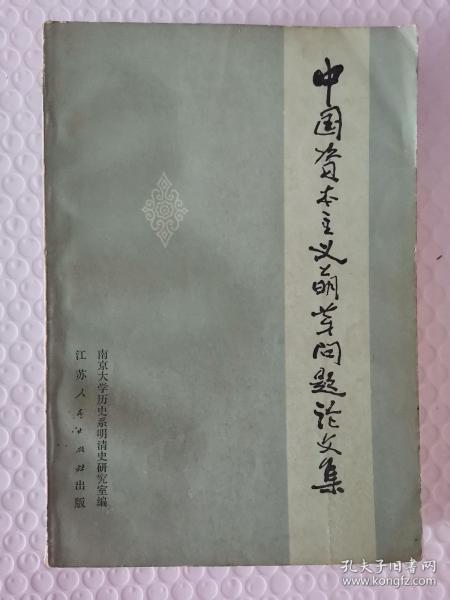 中国资本主义萌芽问题论文集
南京大学历史系明清史研究室编
江苏人民出版社出版
孔夫子旧书网
www.kongfz.com